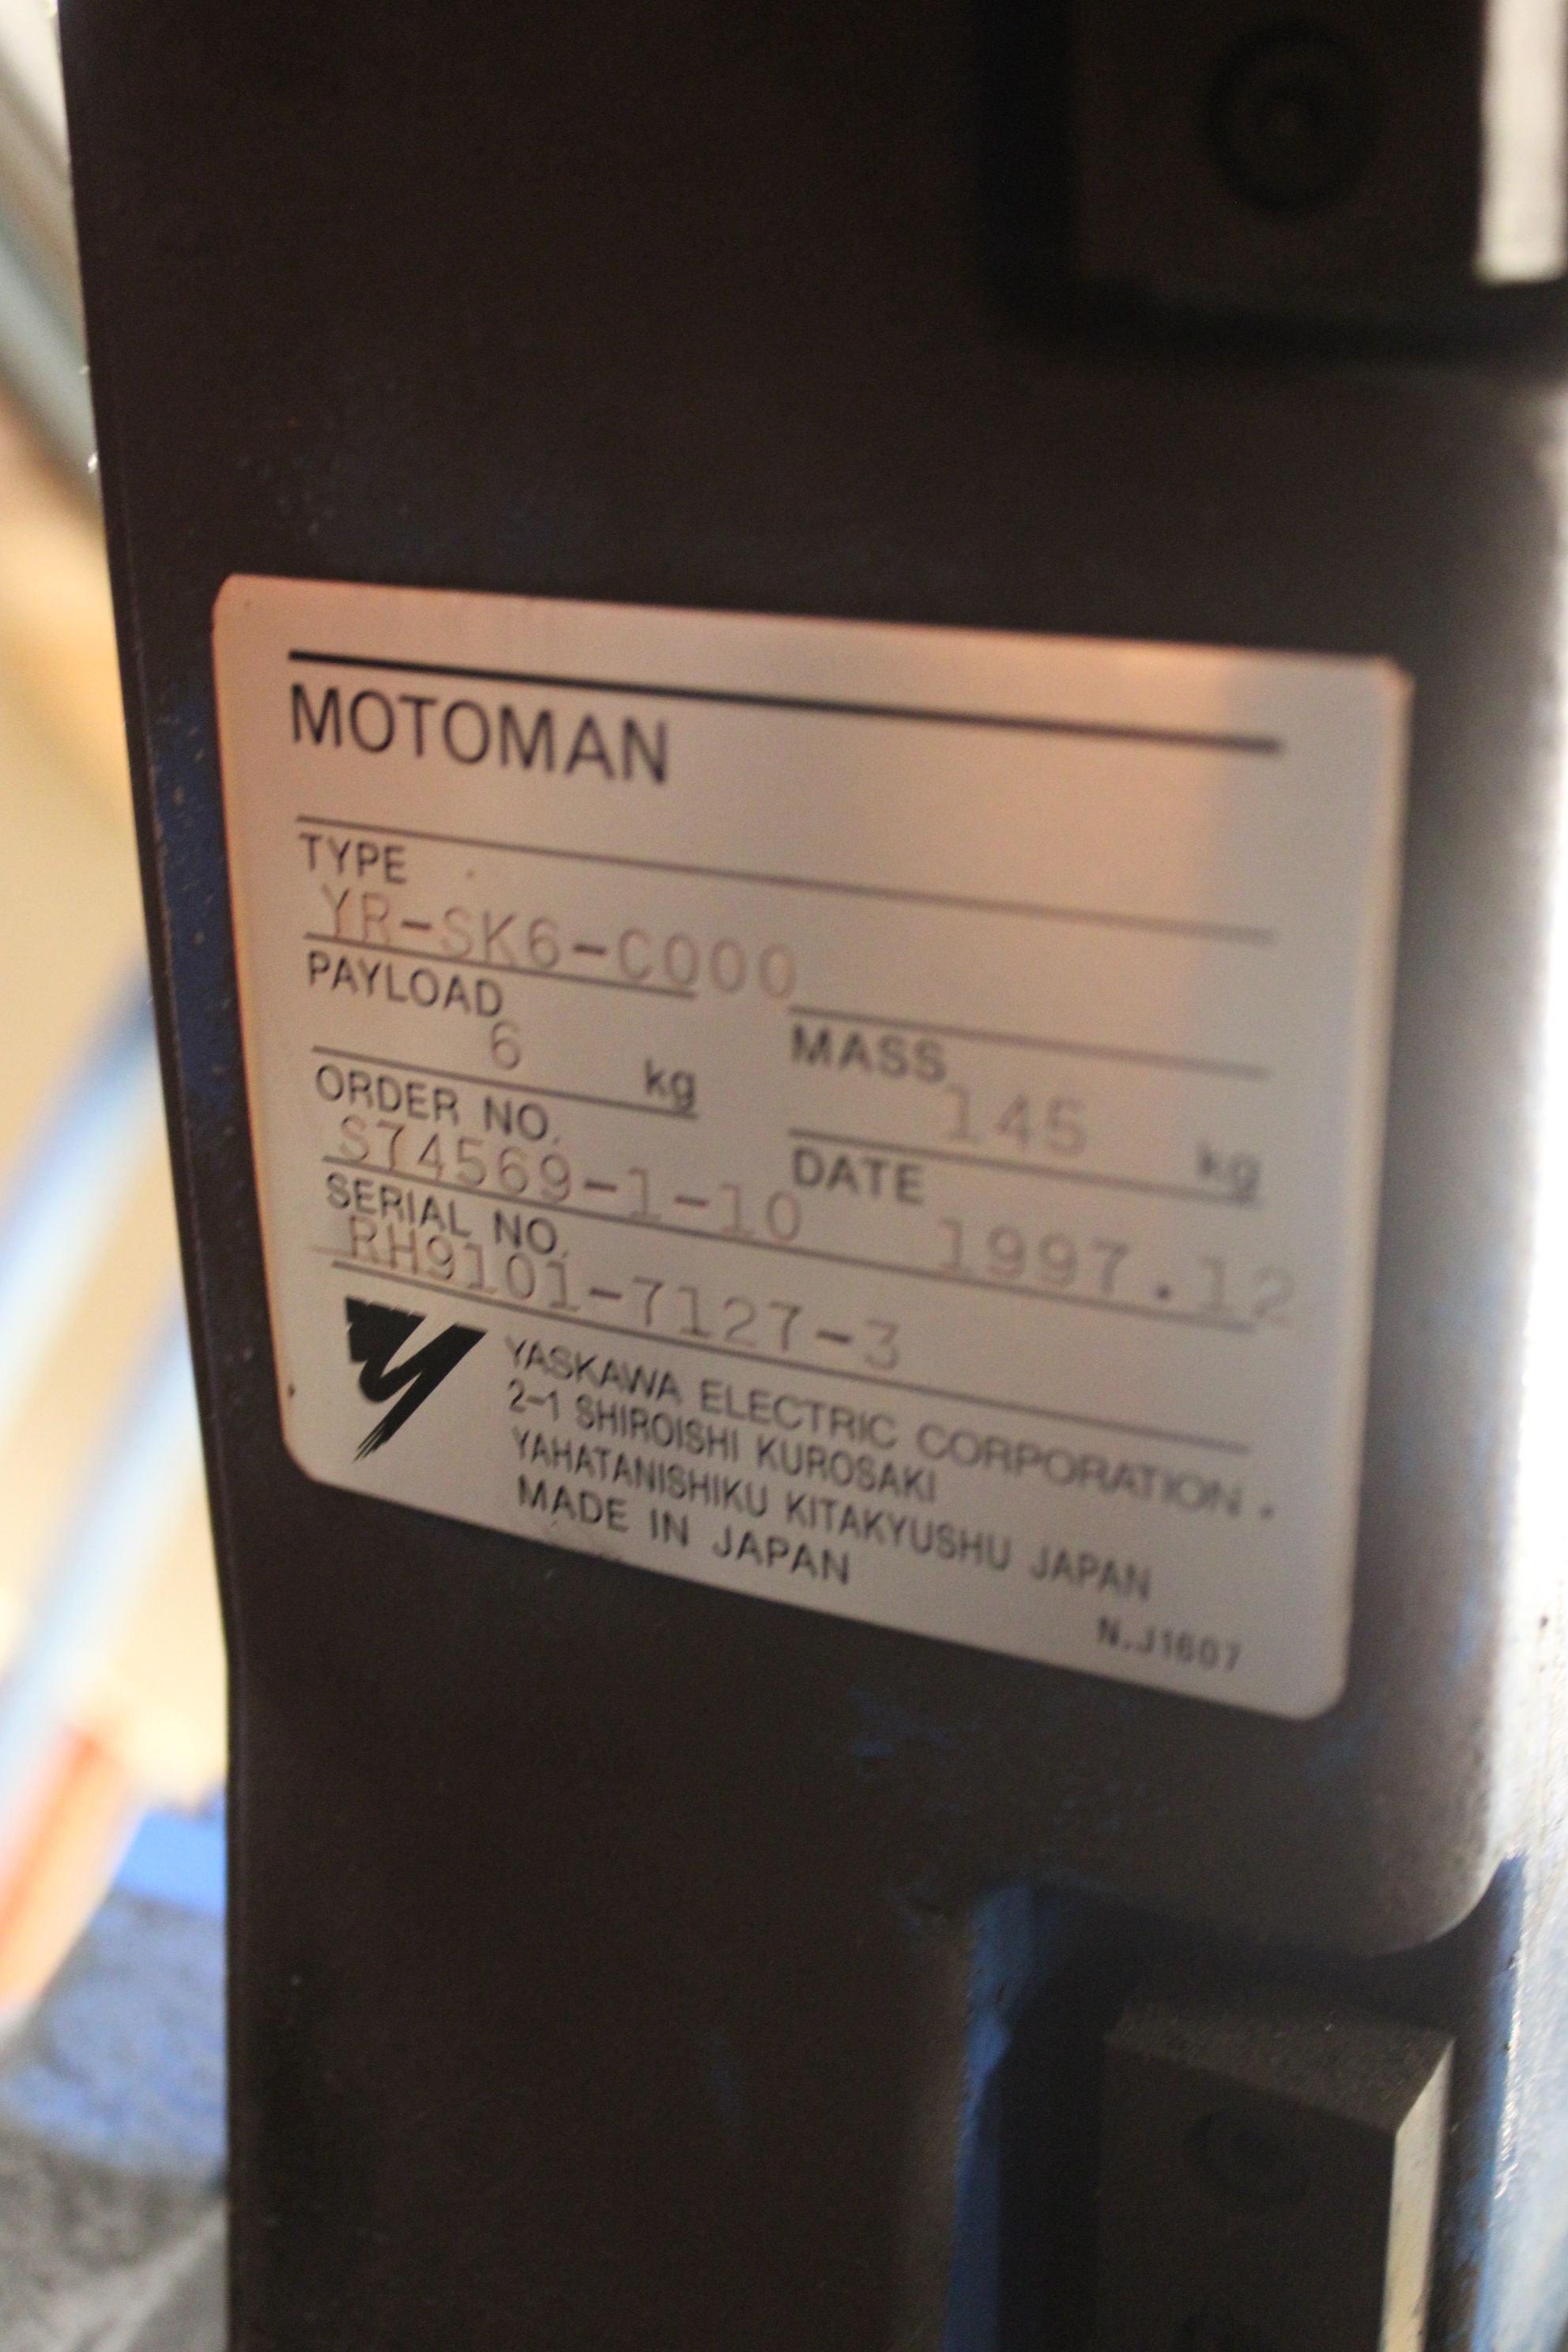 MOTOMAN
TYPE
YR-SK6-C000
PAYLOAD
6 kg
MASS
145 kg
ORDER NO.
S74569-1-10
DATE
1997.12
SERIAL NO.
RH9101-7127-3
YASKAWA ELECTRIC CORPORATION.
2-1 SHIROISHI KUROSAKI
YAHATANISHIKU KITAKYUSHU JAPAN
MADE IN JAPAN
N.J1607